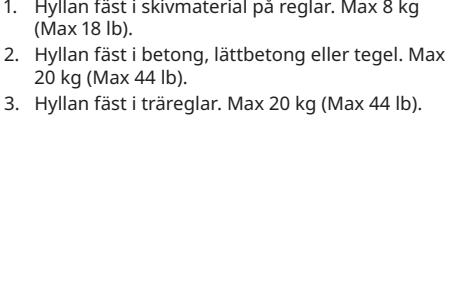 1. Hyllan fäst i skivmaterial på reglar. Max 8 kg
(Max 18 lb).
2. Hyllan fäst i betong, lättbetong eller tegel. Max
20 kg (Max 44 lb).
3. Hyllan fäst i träreglar. Max 20 kg (Max 44 lb).